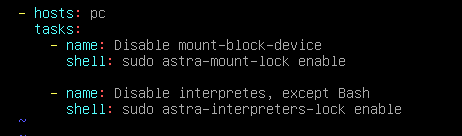 - hosts: pc
  tasks:
    - name: Disable mount-block-device
      shell: sudo astra-mount-lock enable

    - name: Disable interpretes, except Bash
      shell: sudo astra-interpreters-lock enable
~
~